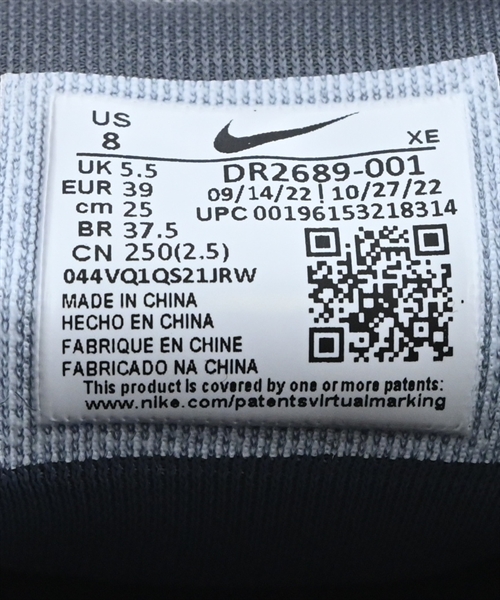 US
8
XE
UK 5.5
DR2689-001
EUR 39
09/14/22 | 10/27/22
cm 25
UPC 00196153218314
BR 37.5
CN 250(2.5)
044VQ1QS21JRW
MADE IN CHINA
HECHO EN CHINA
FABRIQUE EN CHINE
FABRICADO NA CHINA
This product is covered by one or more patents:
www.nike.com/patentsvirtualmarking